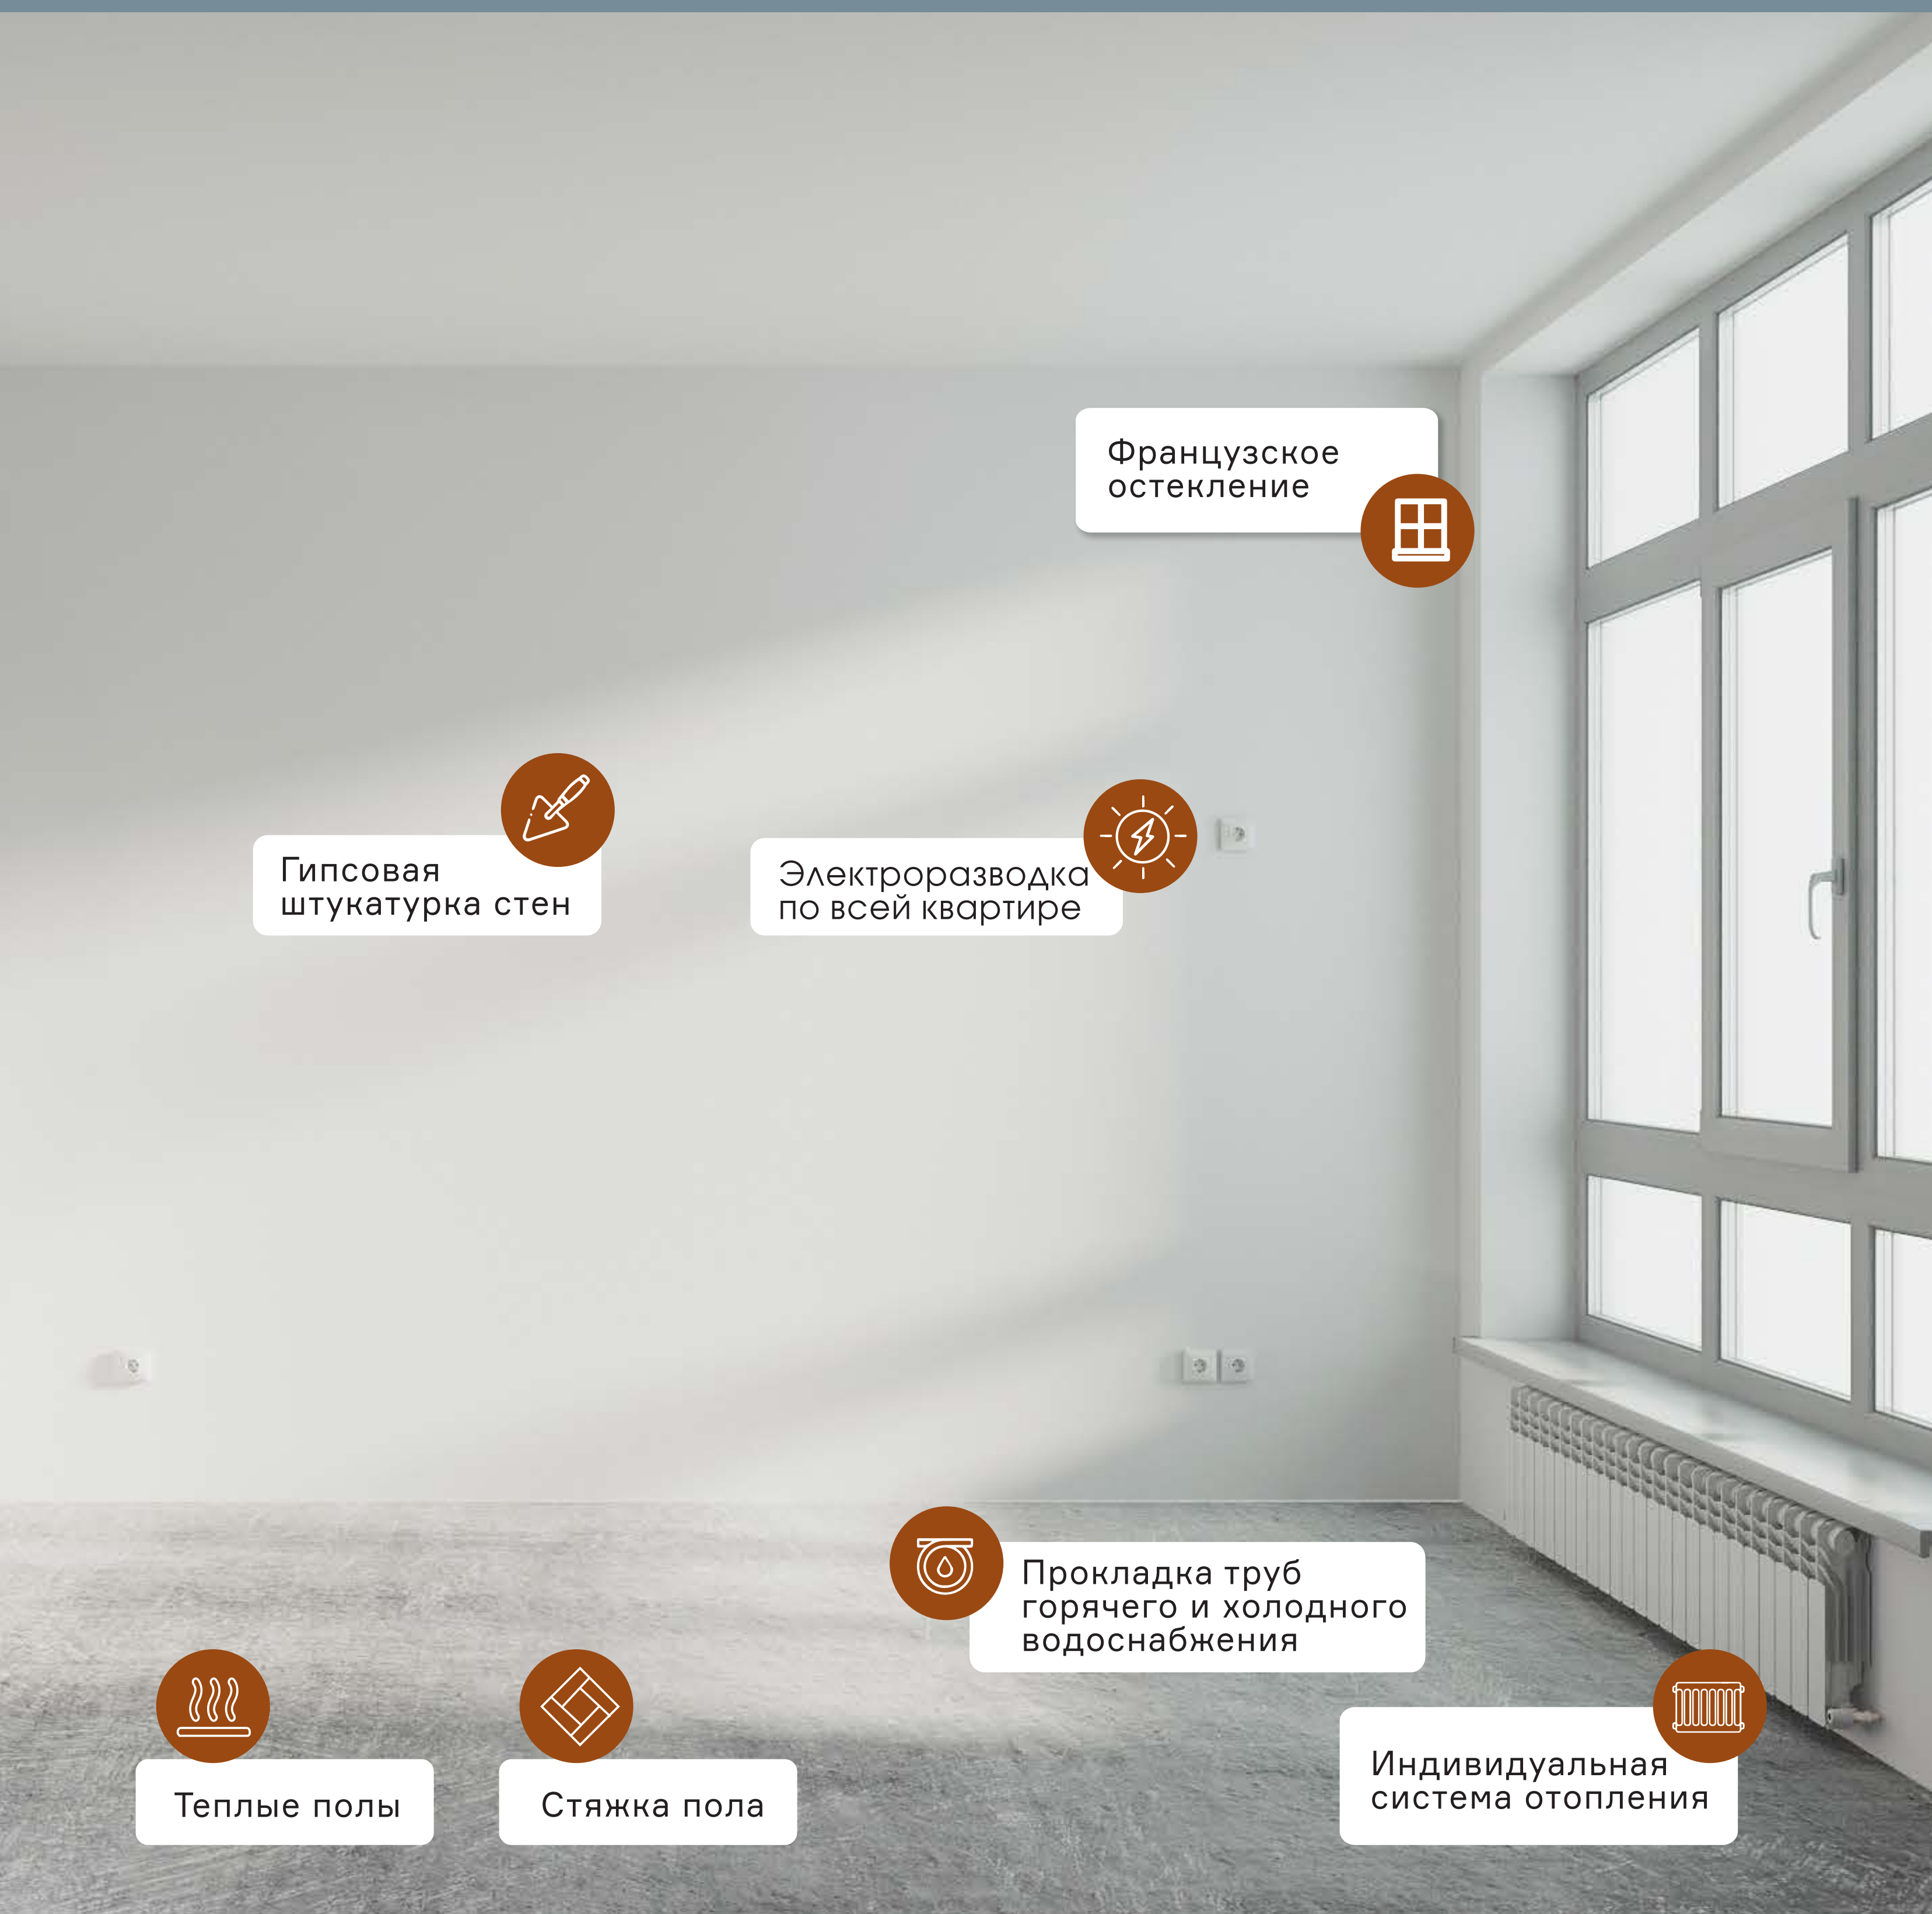 Французское
остекление
Гипсовая
штукатурка стен
Электроразводка
по всей квартире
Прокладка труб
горячего и холодного
водоснабжения
Теплые полы
Стяжка пола
Индивидуальная
система отопления